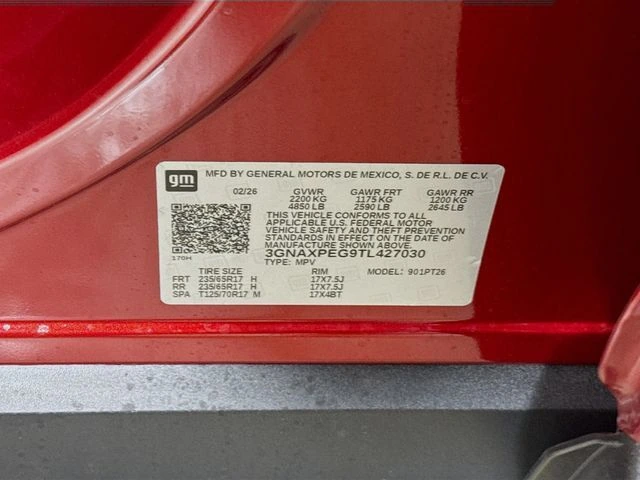 gm MFD BY GENERAL MOTORS DE MEXICO, S. DE R.L. DE C.V.
02/26 GVWR GAWR FRT GAWR RR
2200 KG 1175 KG 1200 KG
4850 LB 2590 LB 2645 LB
THIS VEHICLE CONFORMS TO ALL
APPLICABLE U.S. FEDERAL MOTOR
VEHICLE SAFETY AND THEFT PREVENTION
STANDARDS IN EFFECT ON THE DATE OF
MANUFACTURE SHOWN ABOVE.
170H 3GNAXPEG9TL427030
TYPE: MPV
TIRE SIZE RIM MODEL: 901PT26
FRT 235/65R17 H 17X7.5J
RR 235/65R17 H 17X7.5J
SPA T125/70R17 M 17X4BT